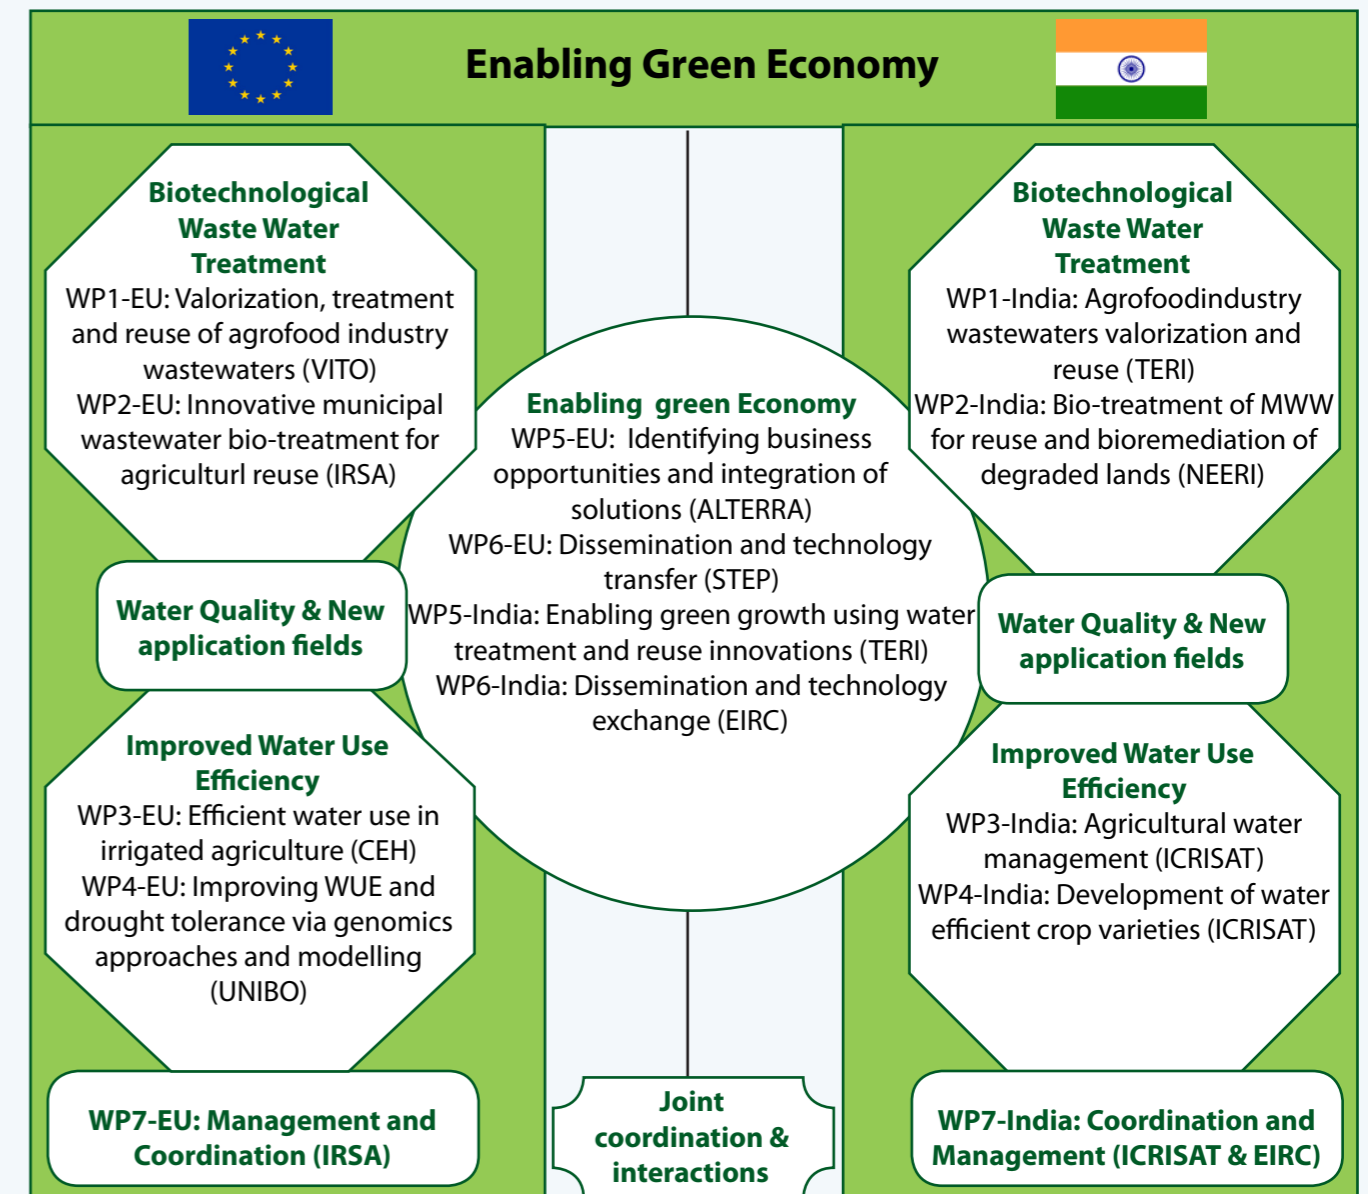 Enabling Green Economy
Biotechnological
Waste Water
Treatment
WP1-EU: Valorization, treatment
and reuse of agrofood industry
wastewaters (VITO)
WP2-EU: Innovative municipal
wastewater bio-treatment for
agriculturl reuse (IRSA)
Water Quality & New
application fields
Improved Water Use
Efficiency
WP3-EU: Efficient water use in
irrigated agriculture (CEH)
WP4-EU: Improving WUE and
drought tolerance via genomics
approaches and modelling
(UNIBO)
WP7-EU: Management and
Coordination (IRSA)
Enabling green Economy
WP5-EU: Identifying business
opportunities and integration of
solutions (ALTERRA)
WP6-EU: Dissemination and technology
transfer (STEP)
WP5-India: Enabling green growth using water
treatment and reuse innovations (TERI)
WP6-India: Dissemination and technology
exchange (EIRC)
Joint
coordination &
interactions
Biotechnological
Waste Water
Treatment
WP1-India: Agrofoodindustry
wastewaters valorization and
reuse (TERI)
WP2-India: Bio-treatment of MWW
for reuse and bioremediation of
degraded lands (NEERI)
Water Quality & New
application fields
Improved Water Use
Efficiency
WP3-India: Agricultural water
management (ICRISAT)
WP4-India: Development of water
efficient crop varieties (ICRISAT)
WP7-India: Coordination and
Management (ICRISAT & EIRC)